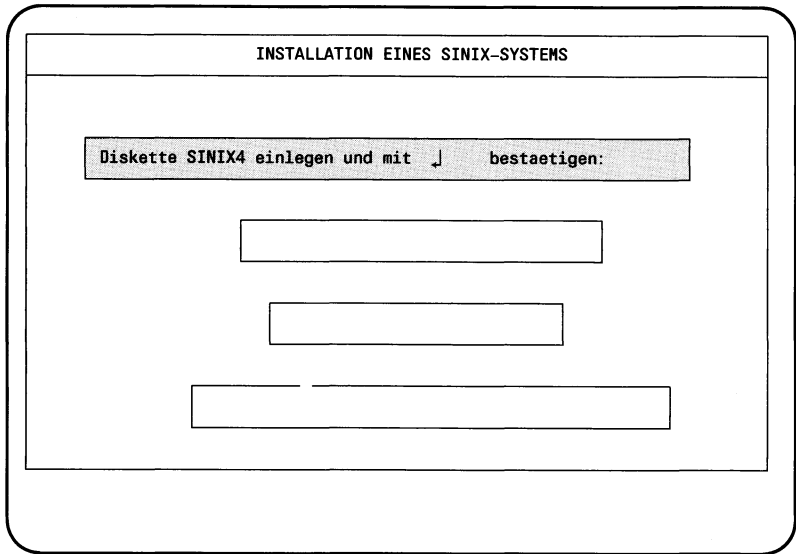 INSTALLATION EINES SINIX-SYSTEMS
Diskette SINIX4 einlegen und mit ↵ bestaetigen: